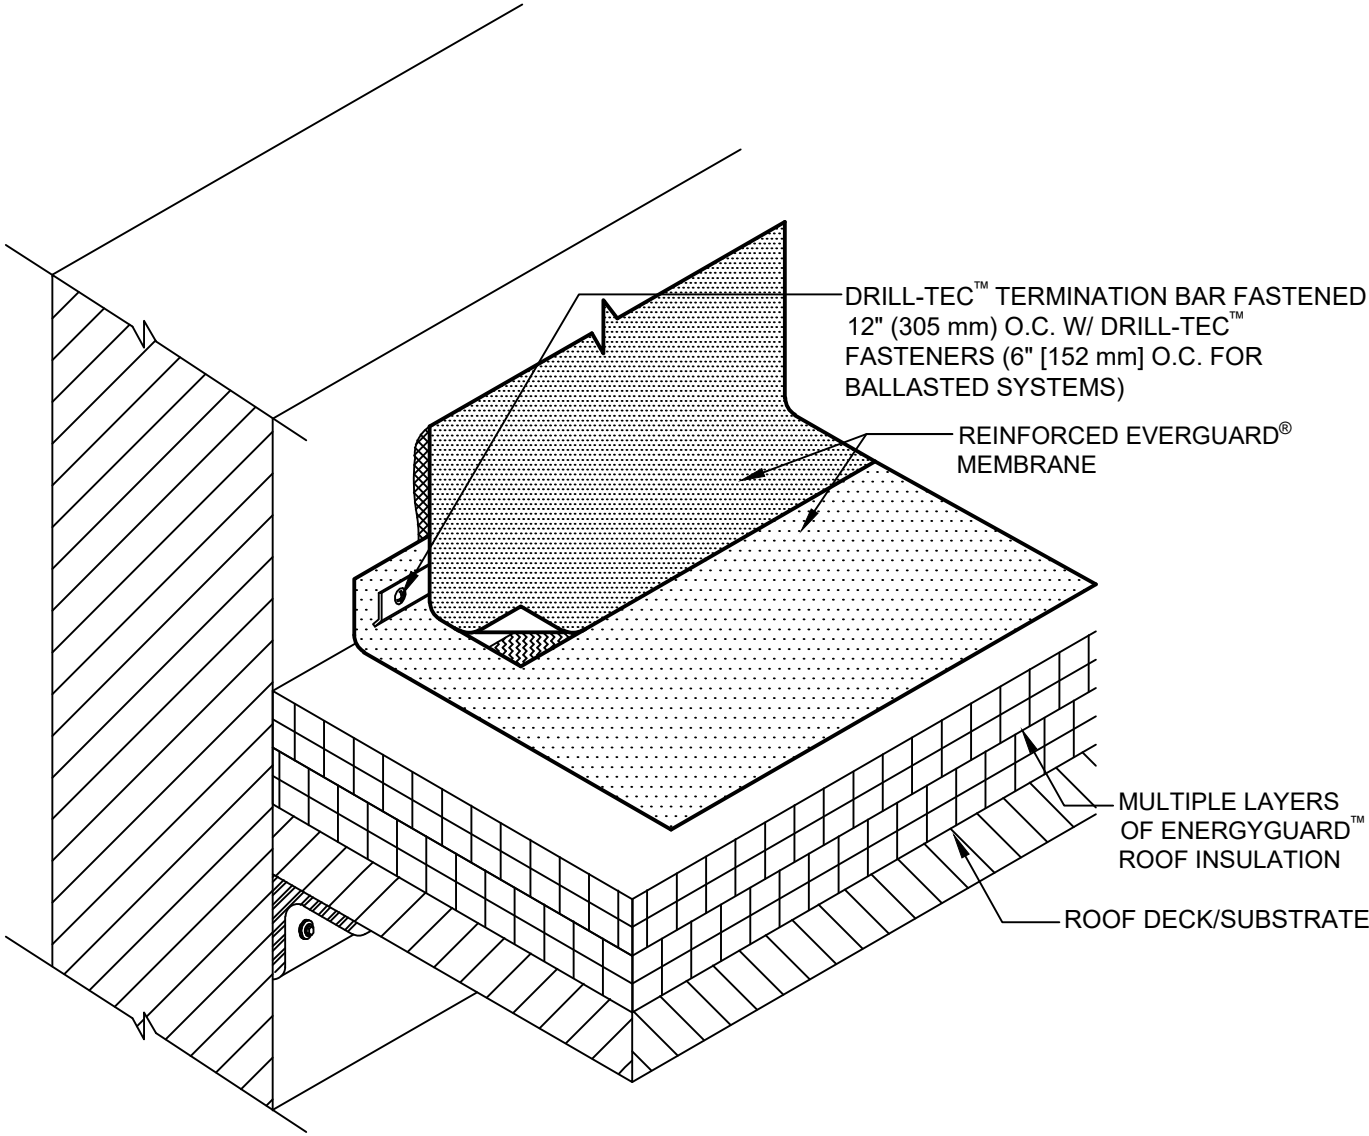 DRILL-TEC™ TERMINATION BAR FASTENED
12" (305 mm) O.C. W/ DRILL-TEC™
FASTENERS (6" [152 mm] O.C. FOR
BALLASTED SYSTEMS)
REINFORCED EVERGUARD®
MEMBRANE
MULTIPLE LAYERS
OF ENERGYGUARD™
ROOF INSULATION
ROOF DECK/SUBSTRATE